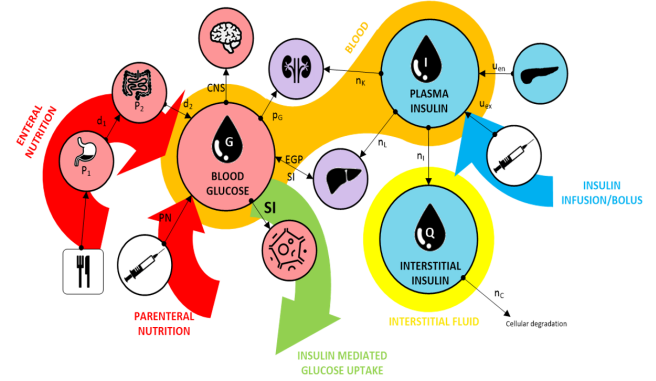 BLOOD
ENTERAL
NUTRITION
P2
d1
d2
P1
CNS
pG
nK
I
PLASMA
INSULIN
uen
uex
G
BLOOD
GLUCOSE
EGP
SI
nL
nI
INSULIN
INFUSION/BOLUS
PN
SI
Q
INTERSTITIAL
INSULIN
nC
PARENTERAL
NUTRITION
INTERSTITIAL FLUID
Cellular degradation
INSULIN MEDIATED
GLUCOSE UPTAKE